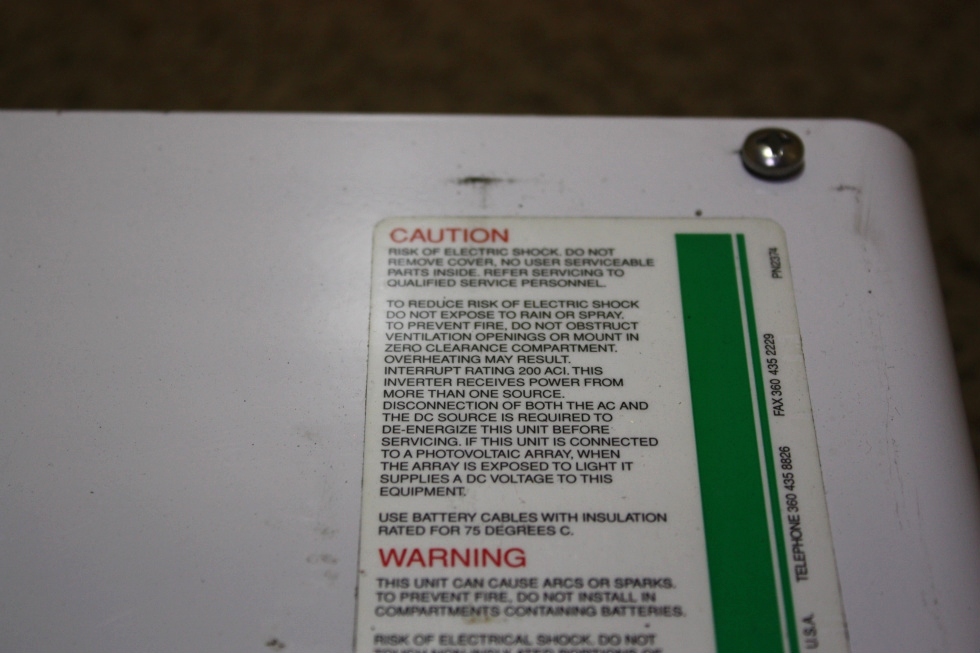 CAUTION
RISK OF ELECTRIC SHOCK. DO NOT
REMOVE COVER, NO USER SERVICEABLE
PARTS INSIDE. REFER SERVICING TO
QUALIFIED SERVICE PERSONNEL.
TO REDUCE RISK OF ELECTRIC SHOCK
DO NOT EXPOSE TO RAIN OR SPRAY.
TO PREVENT FIRE, DO NOT OBSTRUCT
VENTILATION OPENINGS OR MOUNT IN
ZERO CLEARANCE COMPARTMENT.
OVERHEATING MAY RESULT.
INTERRUPT RATING 200 ACI. THIS
INVERTER RECEIVES POWER FROM
MORE THAN ONE SOURCE.
DISCONNECTION OF BOTH THE AC AND
THE DC SOURCE IS REQUIRED TO
DE-ENERGIZE THIS UNIT BEFORE
SERVICING. IF THIS UNIT IS CONNECTED
TO A PHOTOVOLTAIC ARRAY, WHEN
THE ARRAY IS EXPOSED TO LIGHT IT
SUPPLIES A DC VOLTAGE TO THIS
EQUIPMENT.
USE BATTERY CABLES WITH INSULATION
RATED FOR 75 DEGREES C.
WARNING
THIS UNIT CAN CAUSE ARCS OR SPARKS.
TO PREVENT FIRE, DO NOT INSTALL IN
COMPARTMENTS CONTAINING BATTERIES.
RISK OF ELECTRICAL SHOCK. DO NOT
TOUCH NON-INSULATED PORTIONS OF
U.S.A. TELEPHONE 360 435 8826 FAX 360 435 2229 PN2374